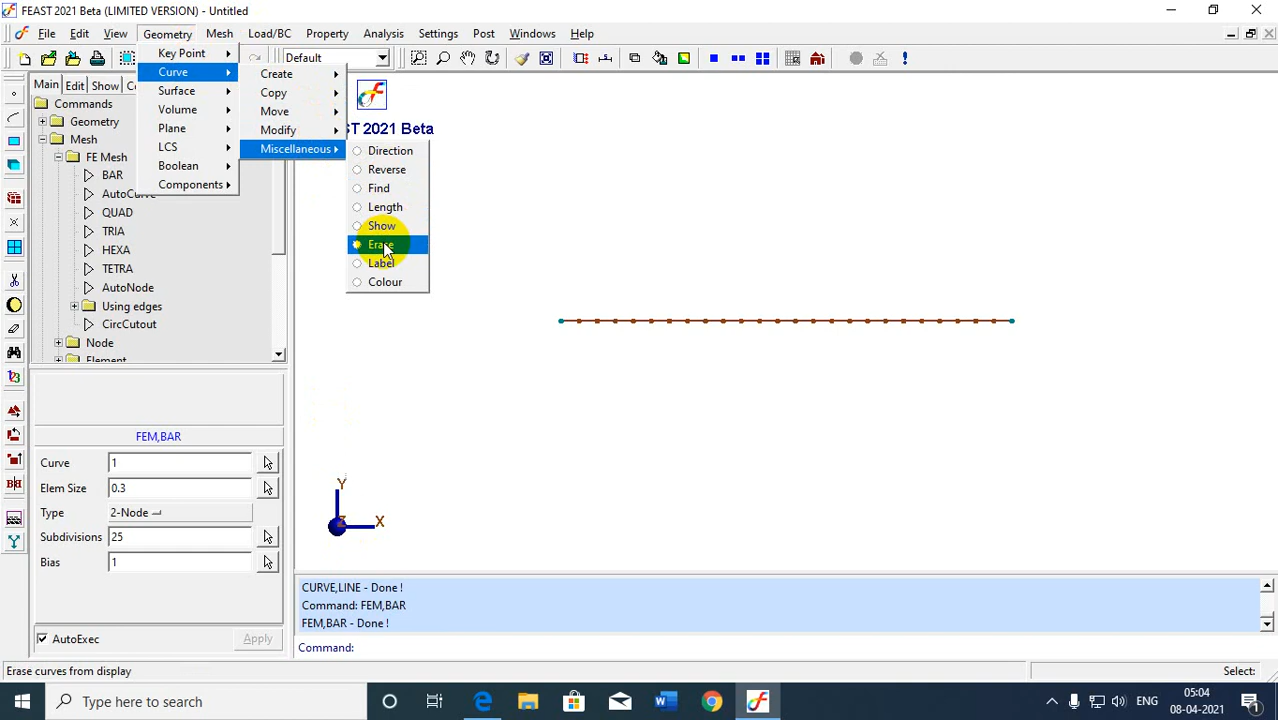 FEAST 2021 Beta (LIMITED VERSION) - Untitled
File Edit View Geometry Mesh Load/BC Property Analysis Settings Post Windows Help
Default
Key Point
Curve
Surface
Volume
Plane
LCS
Boolean
Components
Create
Copy
Move
Modify
Miscellaneous
Direction
Reverse
Find
Length
Show
Erase
Label
Colour
Main Edit Show
Commands
Geometry
Mesh
FE Mesh
BAR
AutoCurve
QUAD
TRIA
HEXA
TETRA
AutoNode
Using edges
CircCutout
Node
Element
2021 Beta
FEM,BAR
Curve 1
Elem Size 0.3
Type 2-Node
Subdivisions 25
Bias 1
AutoExec Apply
Y
Z X
CURVE,LINE - Done !
Command: FEM,BAR
FEM,BAR - Done !
Command:
Erase curves from display
Select:
Type here to search
ENG
05:04
08-04-2021
1